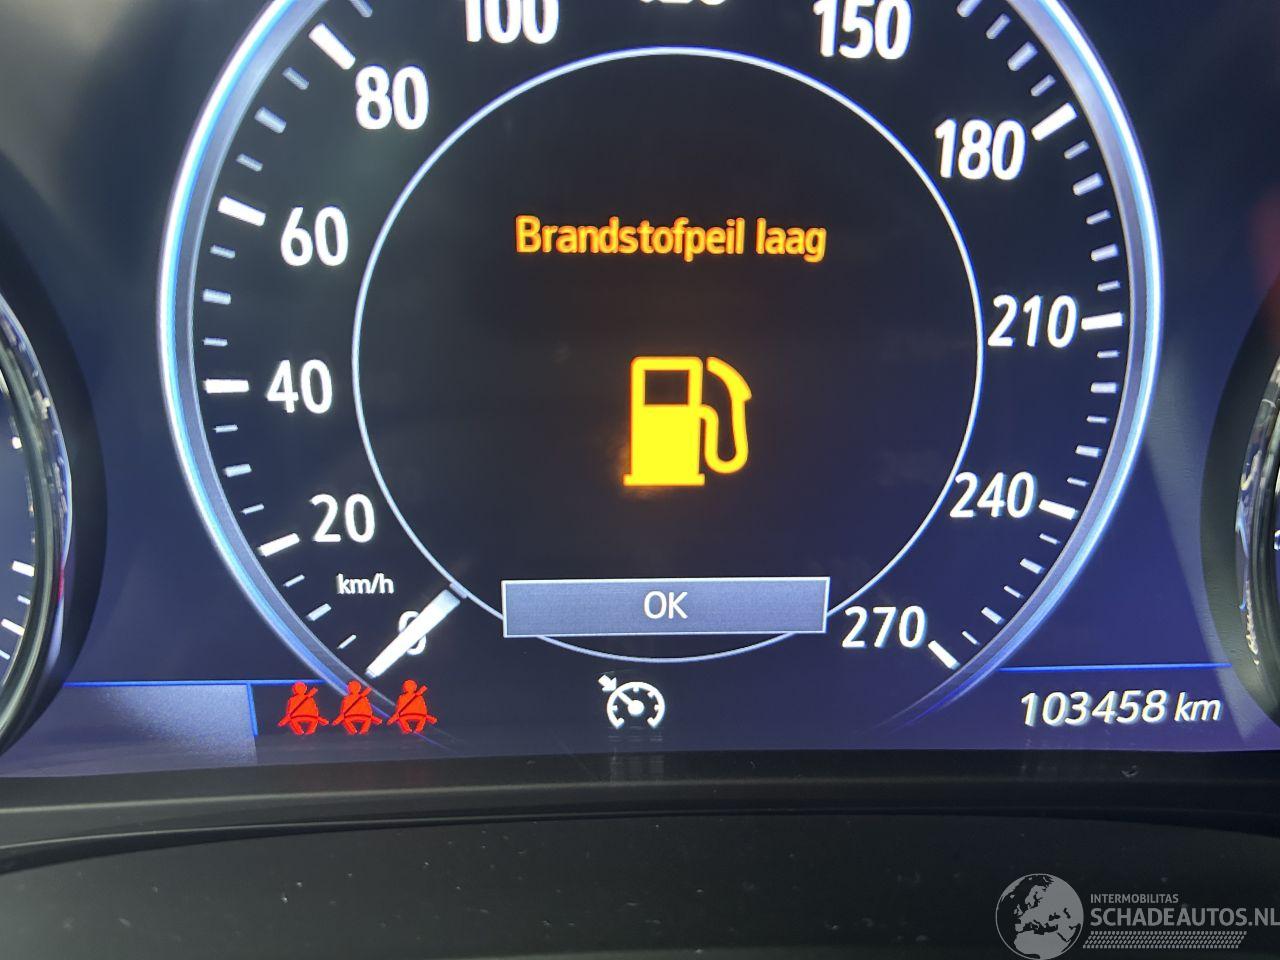 100
150
80
180
Brandstofpeil laag
60
210
40
240
20
km/h
OK
0
270
103458 km
INTERMOBILITAS
SCHADEAUTOS.NL